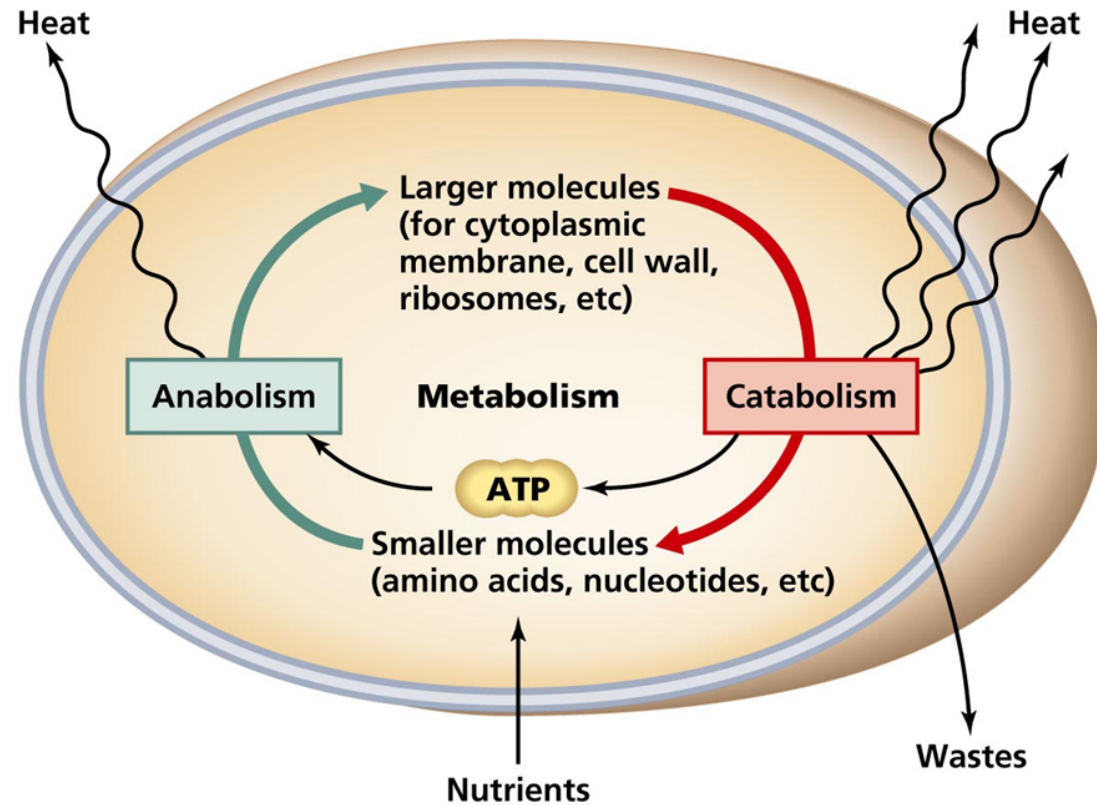 Heat
Heat
Larger molecules
(for cytoplasmic
membrane, cell wall,
ribosomes, etc)
Anabolism
Metabolism
Catabolism
ATP
Smaller molecules
(amino acids, nucleotides, etc)
Wastes
Nutrients